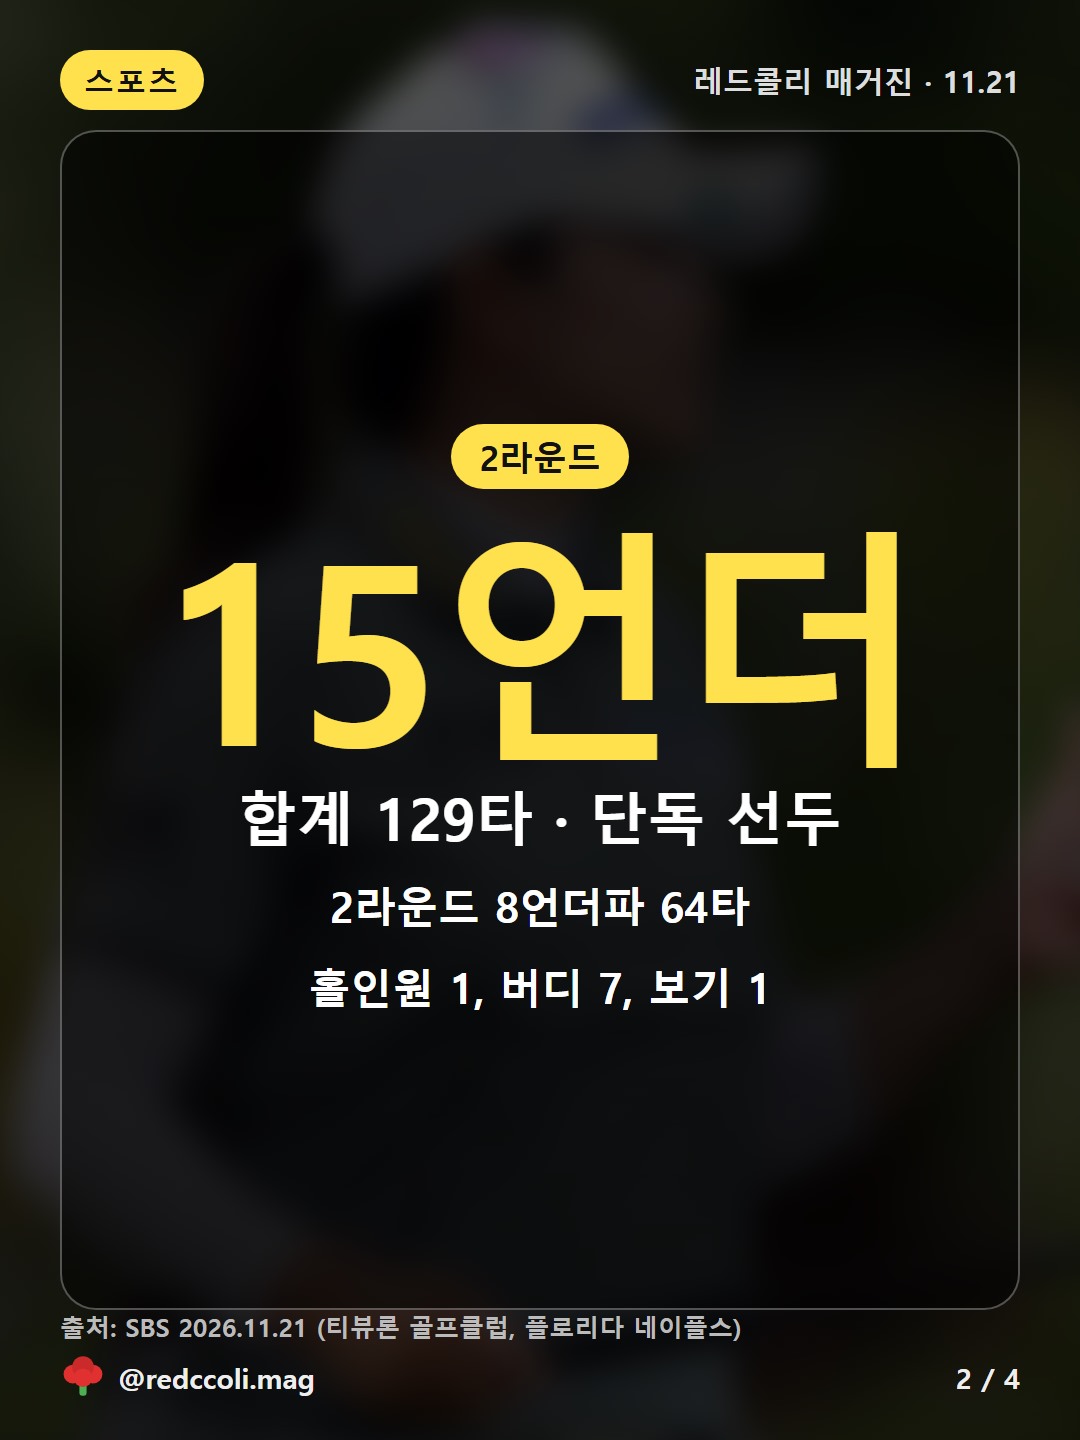 스포츠
레드콜리 매거진 · 11.21
2라운드
15언더
합계 129타 · 단독 선두
2라운드 8언더파 64타
홀인원 1, 버디 7, 보기 1
출처: SBS 2026.11.21 (티뷰론 골프클럽, 플로리다 네이플스)
@redccoli.mag
2 / 4